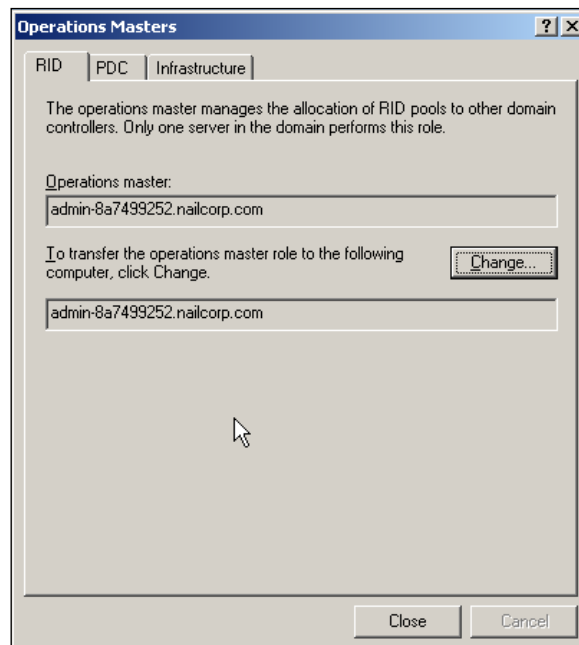 Operations Masters
RID
PDC
Infrastructure
The operations master manages the allocation of RID pools to other domain
controllers. Only one server in the domain performs this role.
Operations master:
admin-8a7499252.nailcorp.com
To transfer the operations master role to the following
computer, click Change.
Change...
admin-8a7499252.nailcorp.com
Close
Cancel